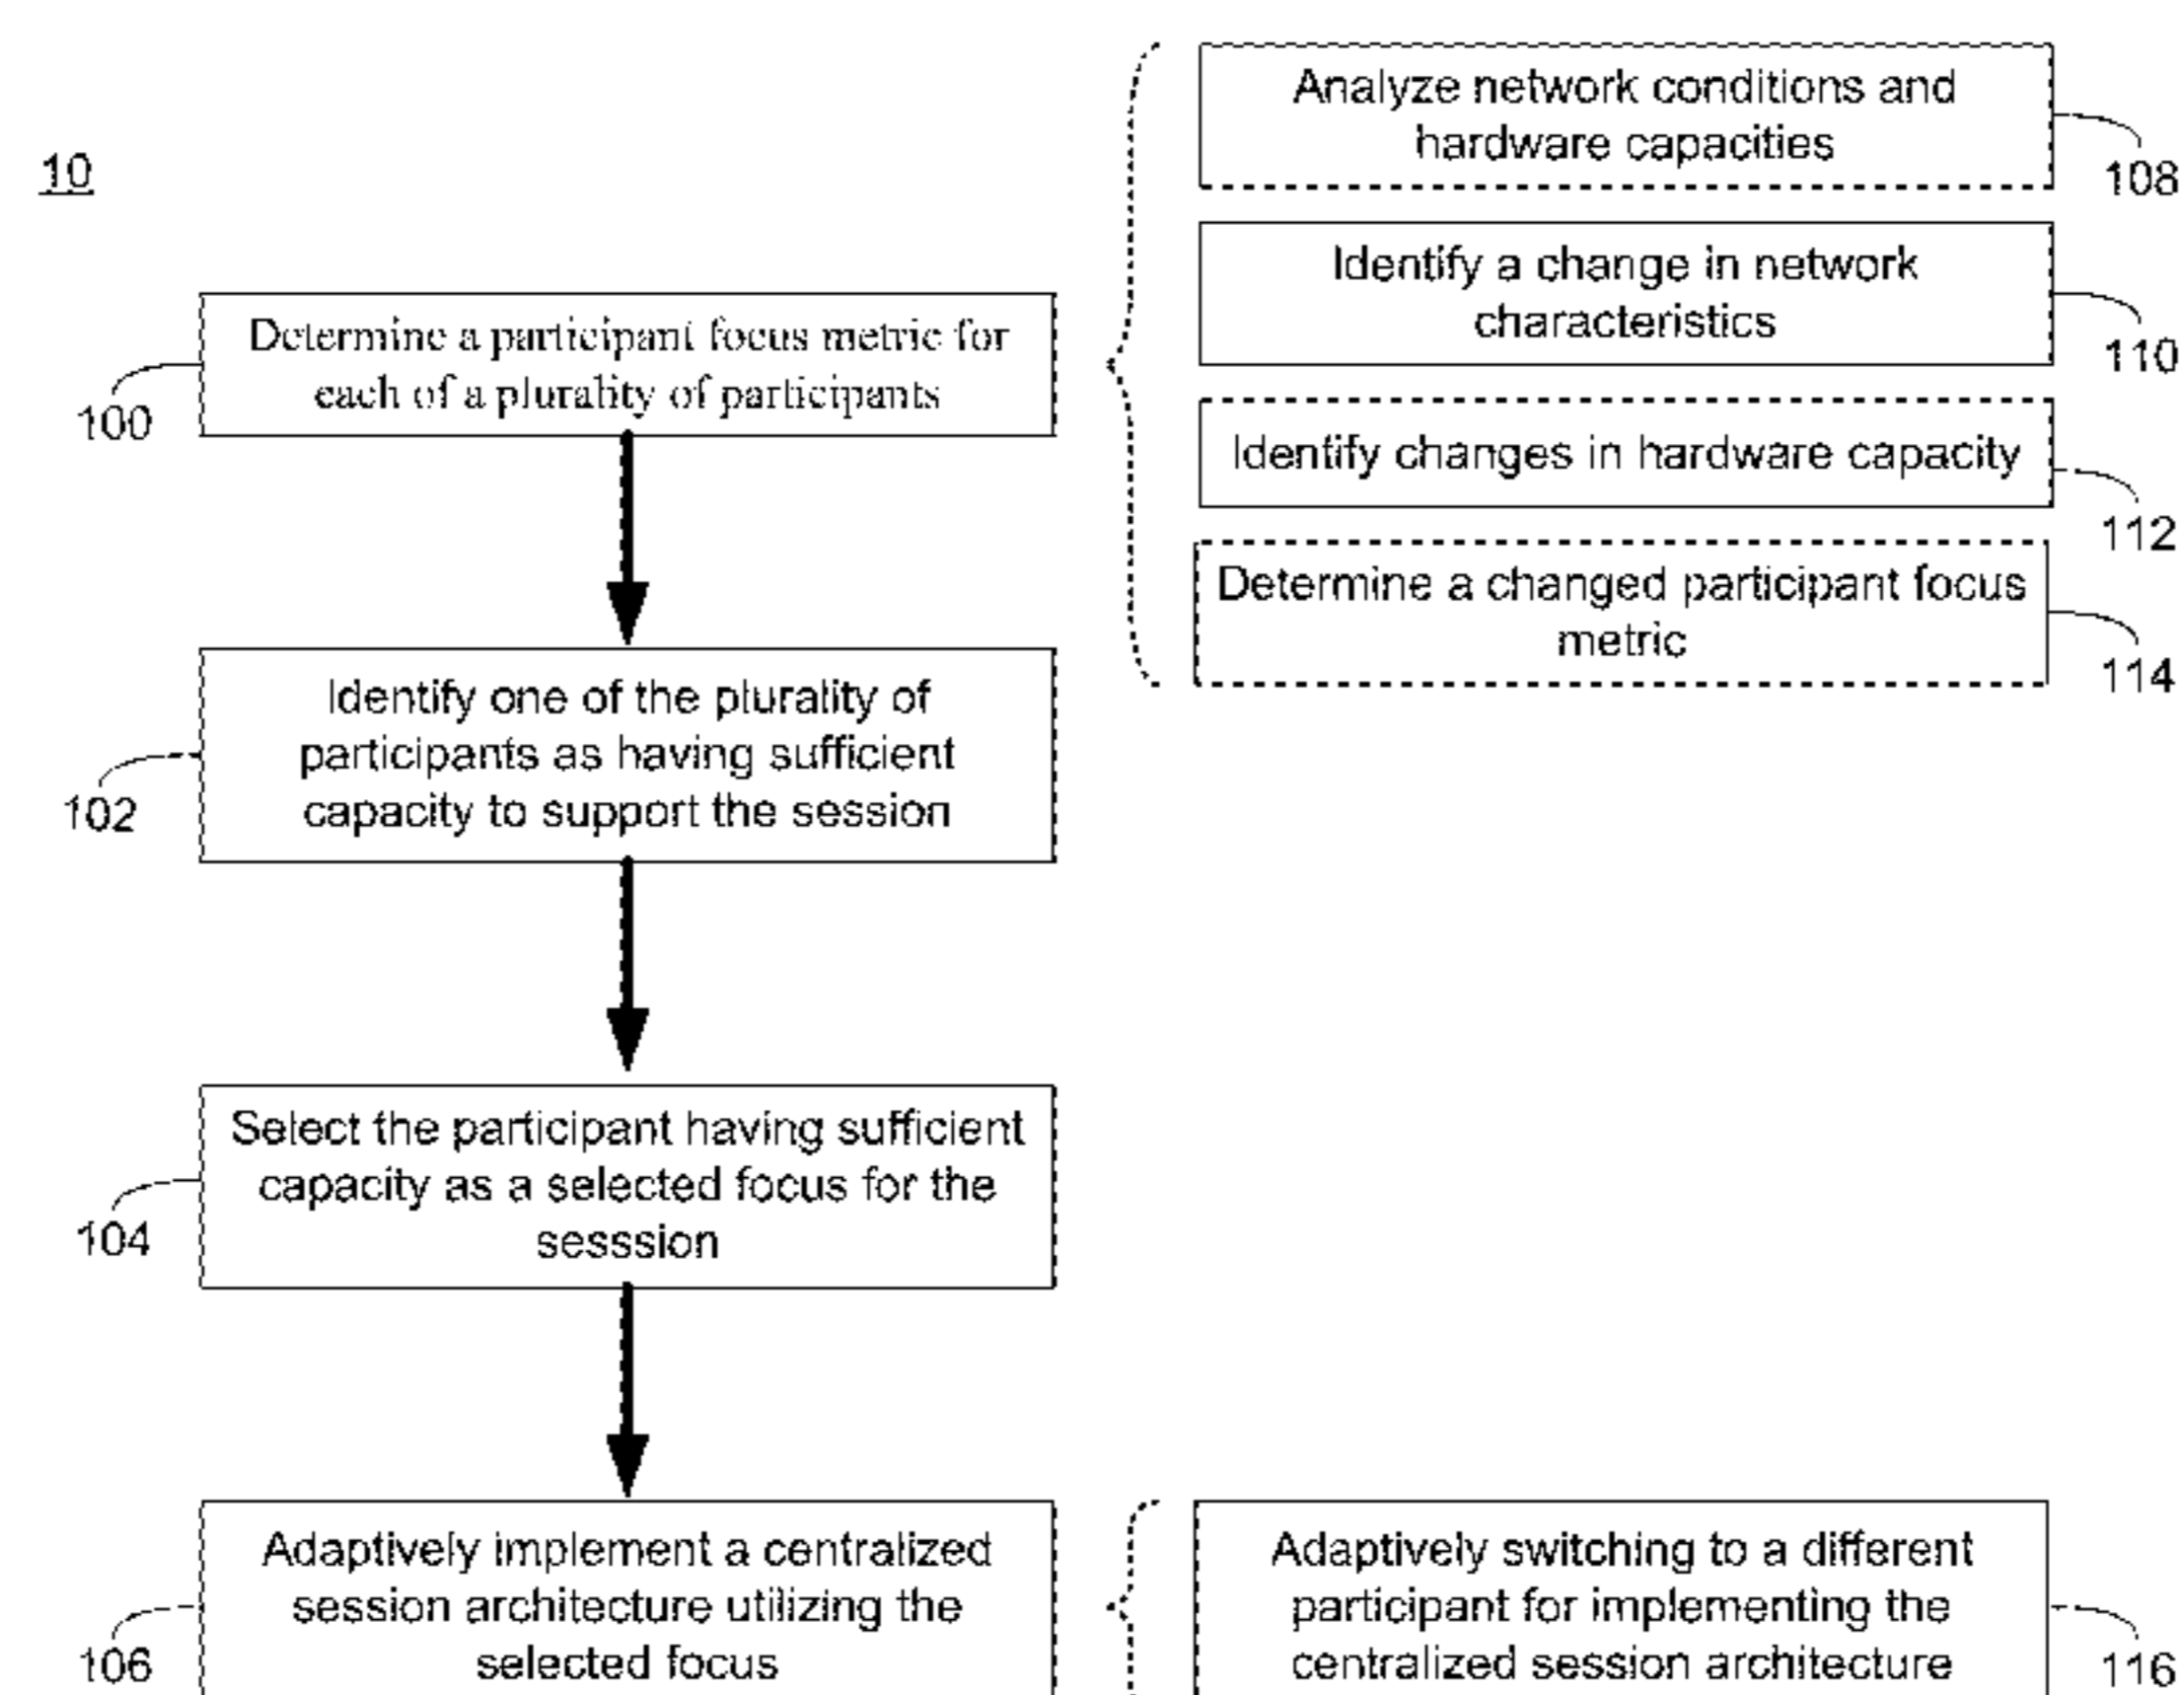 10
Determine a participant focus metric for
each of a plurality of participants
100
Identify one of the plurality of
participants as having sufficient
capacity to support the session
102
Select the participant having sufficient
capacity as a selected focus for the
sesssion
104
Adaptively implement a centralized
session architecture utilizing the
selected focus
106
Analyze network conditions and
hardware capacities
108
Identify a change in network
characteristics
110
Identify changes in hardware capacity
112
Determine a changed participant focus
metric
114
Adaptively switching to a different
participant for implementing the
centralized session architecture
116